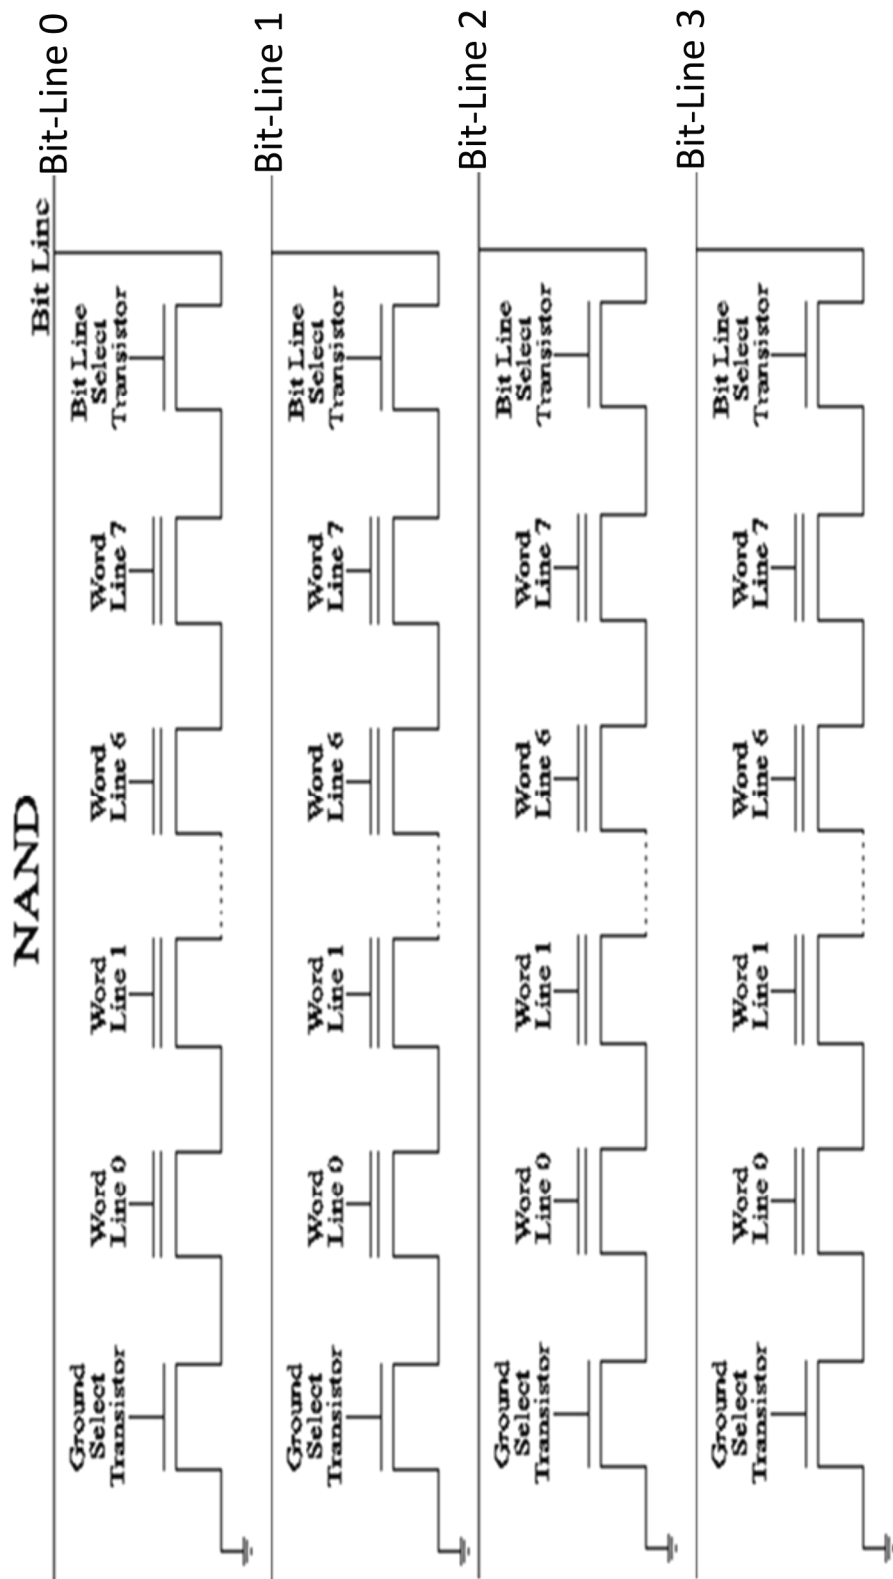 NAND
Bit Line
Bit-Line 0
Ground
Select
Transistor
Word
Line 0
Word
Line 1
Word
Line 6
Word
Line 7
Bit Line
Select
Transistor
Bit-Line 1
Ground
Select
Transistor
Word
Line 0
Word
Line 1
Word
Line 6
Word
Line 7
Bit Line
Select
Transistor
Bit-Line 2
Ground
Select
Transistor
Word
Line 0
Word
Line 1
Word
Line 6
Word
Line 7
Bit Line
Select
Transistor
Bit-Line 3
Ground
Select
Transistor
Word
Line 0
Word
Line 1
Word
Line 6
Word
Line 7
Bit Line
Select
Transistor